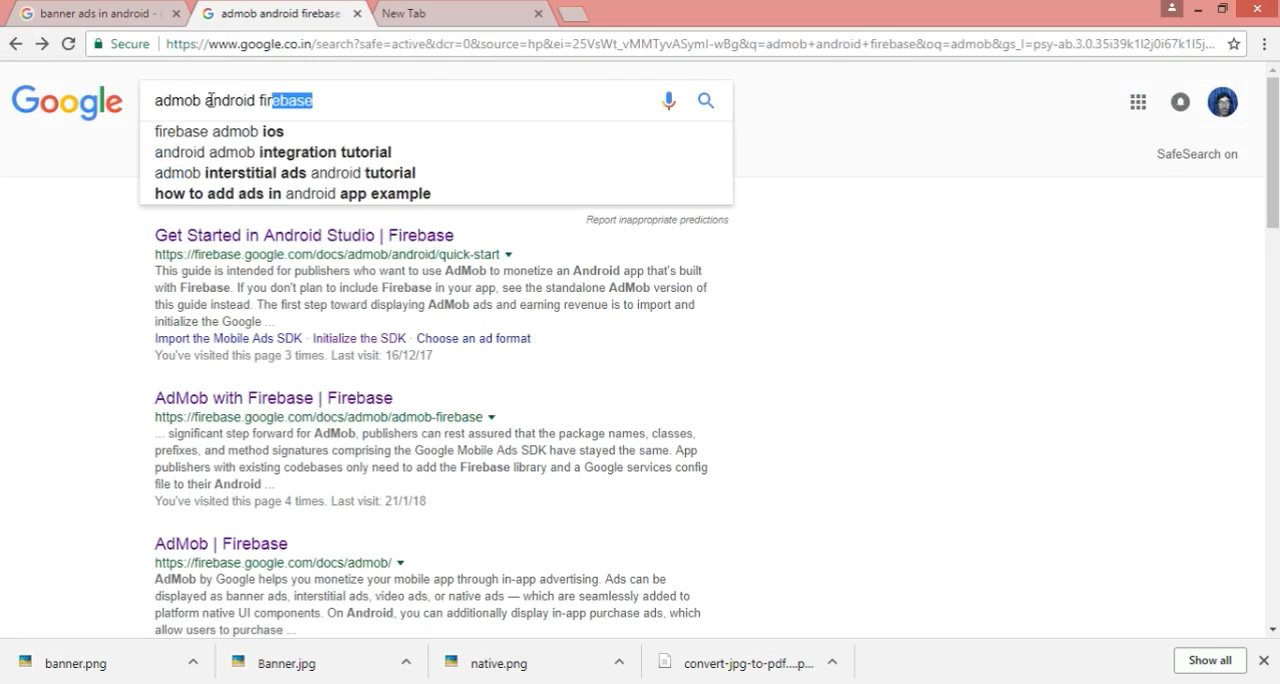 banner ads in android -
admob android firebase
New Tab
Secure https://www.google.co.in/search?safe=active&dcr=0&source=hp&ei=25VsWt_vMMTyvASyml-wBg&q=admob+android+firebase&oq=admob&gs_l=psy-ab.3.0.35i39k1l2j0i67k1l5j...
Google
admob android firebase
firebase admob ios
android admob integration tutorial
admob interstitial ads android tutorial
how to add ads in android app example
SafeSearch on
Report inappropriate predictions
Get Started in Android Studio | Firebase
https://firebase.google.com/docs/admob/android/quick-start
This guide is intended for publishers who want to use AdMob to monetize an Android app that's built
with Firebase. If you don't plan to include Firebase in your app, see the standalone AdMob version of
this guide instead. The first step toward displaying AdMob ads and earning revenue is to import and
initialize the Google ...
Import the Mobile Ads SDK · Initialize the SDK · Choose an ad format
You've visited this page 3 times. Last visit: 16/12/17
AdMob with Firebase | Firebase
https://firebase.google.com/docs/admob/admob-firebase
... significant step forward for AdMob, publishers can rest assured that the package names, classes,
prefixes, and method signatures comprising the Google Mobile Ads SDK have stayed the same. App
publishers with existing codebases only need to add the Firebase library and a Google services config
file to their Android ...
You've visited this page 4 times. Last visit: 21/1/18
AdMob | Firebase
https://firebase.google.com/docs/admob/
AdMob by Google helps you monetize your mobile app through in-app advertising. Ads can be
displayed as banner ads, interstitial ads, video ads, or native ads — which are seamlessly added to
platform native UI components. On Android, you can additionally display in-app purchase ads, which
allow users to purchase ...
banner.png
Banner.jpg
native.png
convert-jpg-to-pdf....p...
Show all